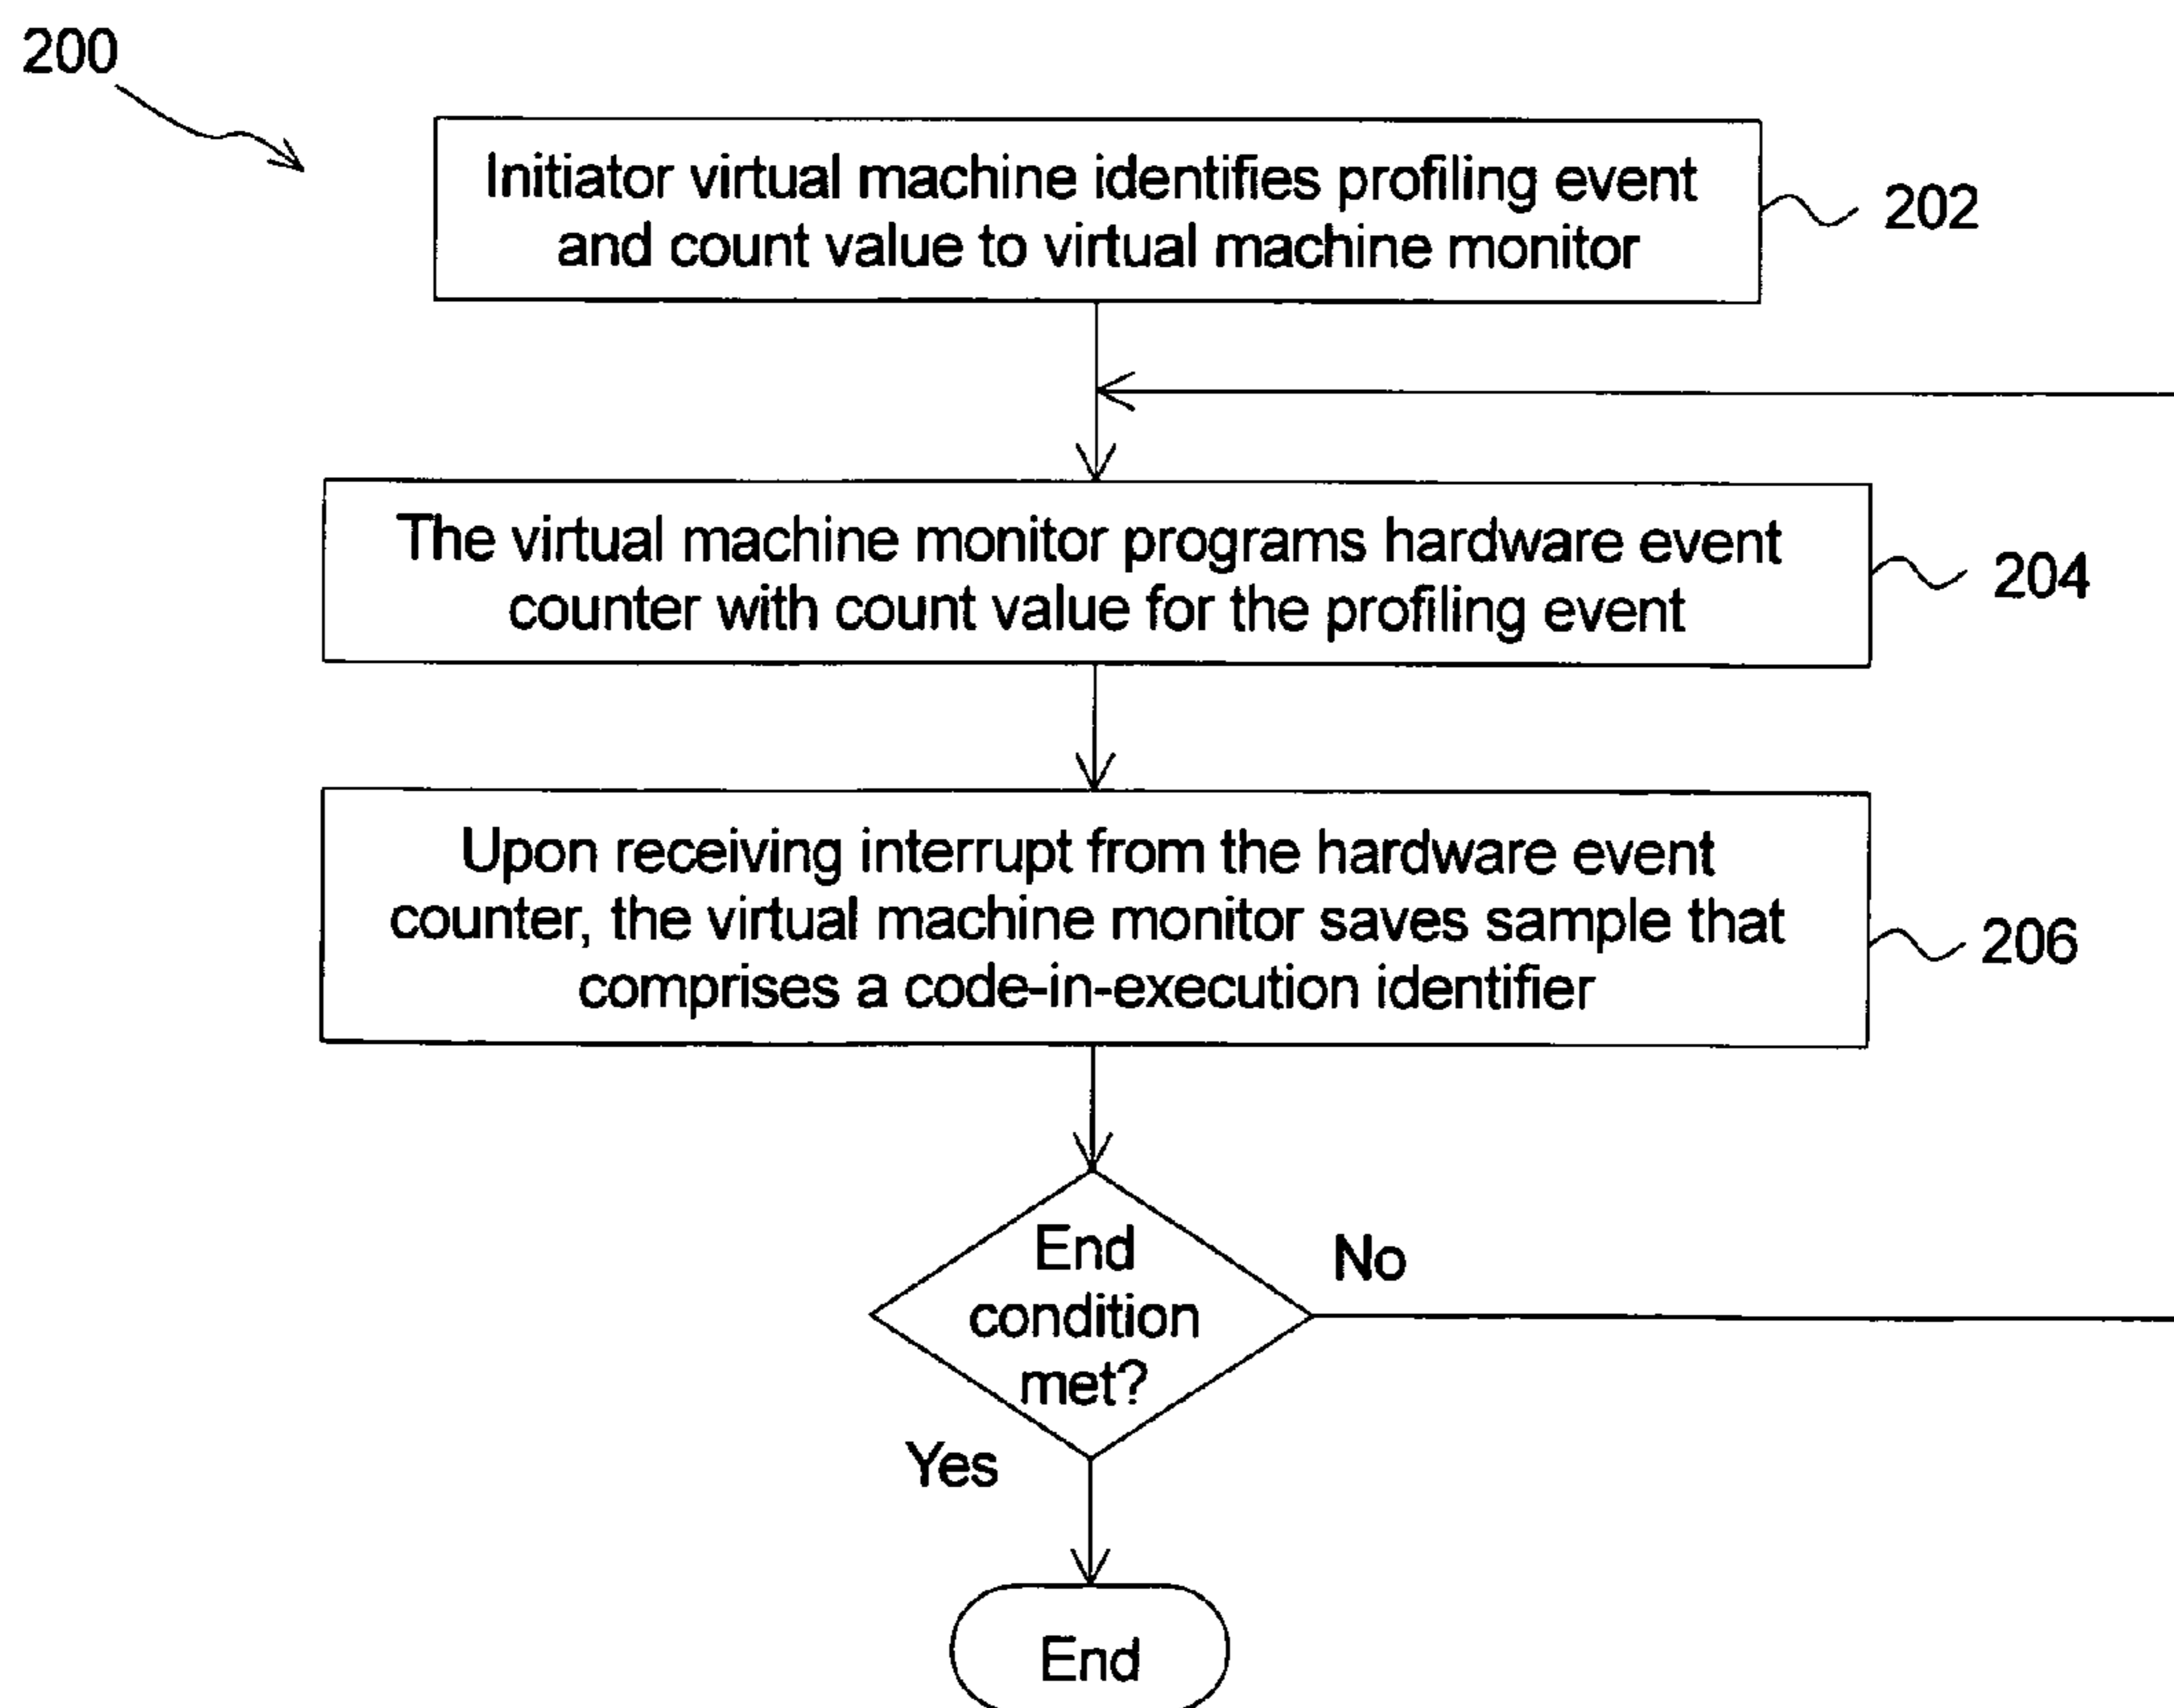 200
Initiator virtual machine identifies profiling event
and count value to virtual machine monitor
202
The virtual machine monitor programs hardware event
counter with count value for the profiling event
204
Upon receiving interrupt from the hardware event
counter, the virtual machine monitor saves sample that
comprises a code-in-execution identifier
206
End
condition
met?
No
Yes
End